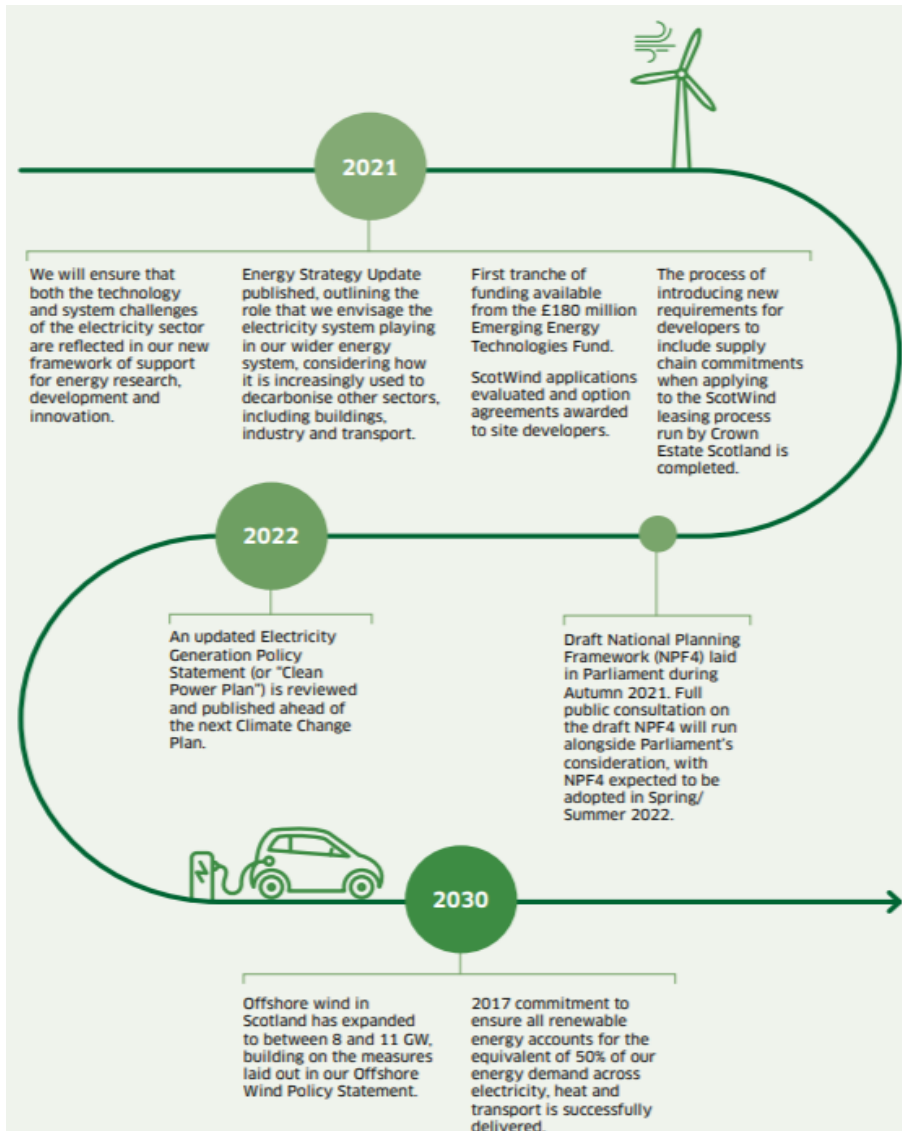 2021
We will ensure that
both the technology
and system challenges
of the electricity sector
are reflected in our new
framework of support
for energy research,
development and
innovation.
Energy Strategy Update
published, outlining the
role that we envisage the
electricity system playing
in our wider energy
system, considering how
it is increasingly used to
decarbonise other sectors,
including buildings,
industry and transport.
First tranche of
funding available
from the £180 million
Emerging Energy
Technologies Fund.
ScotWind applications
evaluated and option
agreements awarded
to site developers.
The process of
introducing new
requirements for
developers to
include supply
chain commitments
when applying
to the ScotWind
leasing process
run by Crown
Estate Scotland is
completed.
2022
An updated Electricity
Generation Policy
Statement (or “Clean
Power Plan”) is reviewed
and published ahead of
the next Climate Change
Plan.
Draft National Planning
Framework (NPF4) laid
in Parliament during
Autumn 2021. Full
public consultation on
the draft NPF4 will run
alongside Parliament’s
consideration, with
NPF4 expected to be
adopted in Spring/
Summer 2022.
2030
Offshore wind in
Scotland has expanded
to between 8 and 11 GW,
building on the measures
laid out in our Offshore
Wind Policy Statement.
2017 commitment to
ensure all renewable
energy accounts for the
equivalent of 50% of our
energy demand across
electricity, heat and
transport is successfully
delivered.